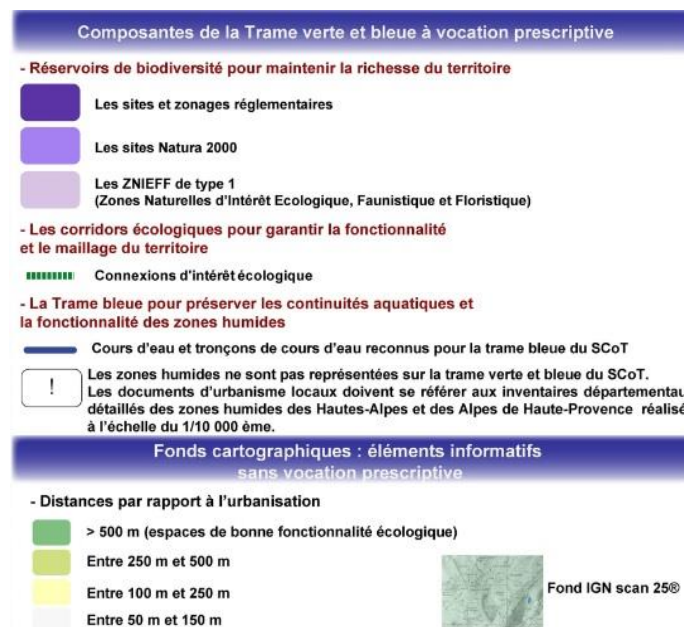 Composantes de la Trame verte et bleue à vocation prescriptive
- Réservoirs de biodiversité pour maintenir la richesse du territoire
Les sites et zonages réglementaires
Les sites Natura 2000
Les ZNIEFF de type 1
(Zones Naturelles d'Intérêt Ecologique, Faunistique et Floristique)
- Les corridors écologiques pour garantir la fonctionnalité
et le maillage du territoire
Connexions d'intérêt écologique
- La Trame bleue pour préserver les continuités aquatiques et
la fonctionnalité des zones humides
Cours d'eau et tronçons de cours d'eau reconnus pour la trame bleue du SCoT
!
Les zones humides ne sont pas représentées sur la trame verte et bleue du SCoT.
Les documents d'urbanisme locaux doivent se référer aux inventaires départementau
détaillés des zones humides des Hautes-Alpes et des Alpes de Haute-Provence réalisé
à l'échelle du 1/10 000 ème.
Fonds cartographiques : éléments informatifs
sans vocation prescriptive
- Distances par rapport à l'urbanisation
> 500 m (espaces de bonne fonctionnalité écologique)
Entre 250 m et 500 m
Entre 100 m et 250 m
Fond IGN scan 25®
Entre 50 m et 150 m